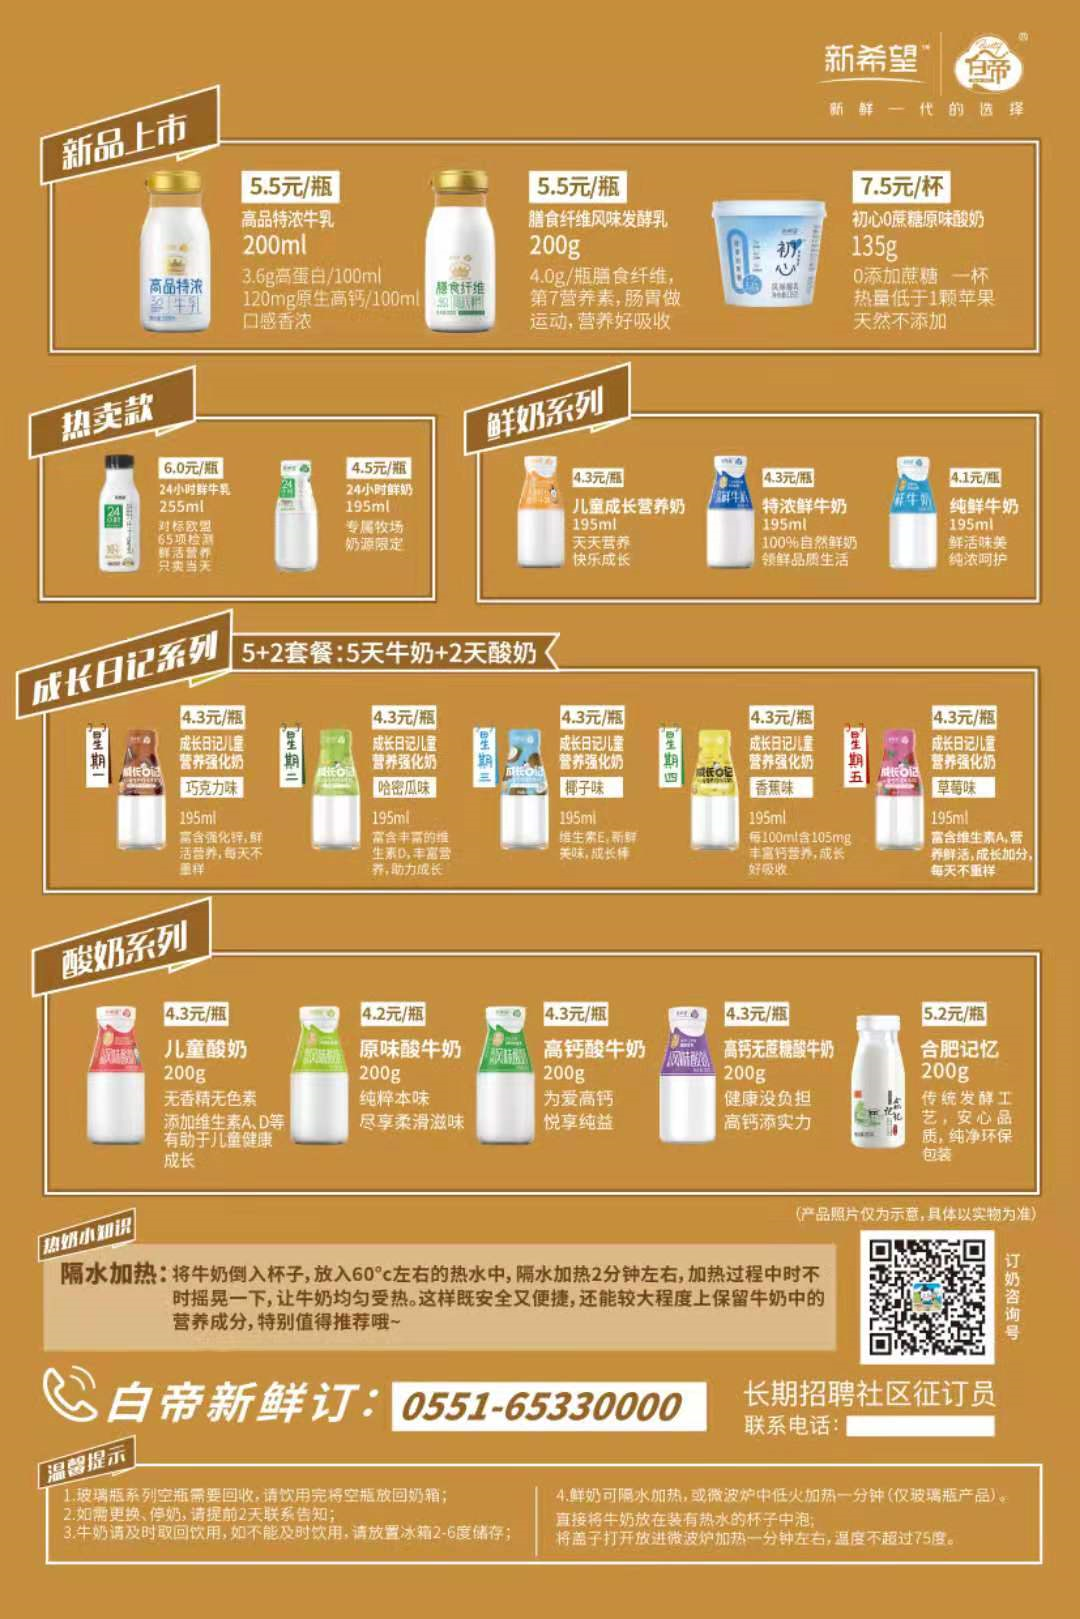 新希望™
白帝
新鲜一代的选择
新品上市
5.5元/瓶
高品特浓牛乳
200ml
3.6g高蛋白/100ml
120mg原生高钙/100ml
口感香浓
高品特浓
牛乳
5.5元/瓶
膳食纤维风味发酵乳
200g
4.0g/瓶膳食纤维，
第7营养素，肠胃做
运动，营养好吸收
膳食纤维
7.5元/杯
初心0蔗糖原味酸奶
135g
0添加蔗糖 一杯
热量低于1颗苹果
天然不添加
初心
热卖款
6.0元/瓶
24小时鲜牛乳
255ml
对标欧盟
65项检测
鲜活营养
只卖当天
4.5元/瓶
24小时鲜奶
195ml
专属牧场
奶源限定
鲜奶系列
4.3元/瓶
儿童成长营养奶
195ml
天天营养
快乐成长
4.3元/瓶
特浓鲜牛奶
195ml
100%自然鲜奶
领鲜品质生活
4.1元/瓶
纯鲜牛奶
195ml
鲜活味美
纯浓呵护
成长日记系列
5+2套餐：5天牛奶+2天酸奶
星期一
4.3元/瓶
成长日记儿童
营养强化奶
巧克力味
195ml
富含强化锌，鲜
活营养，每天不
重样
星期二
4.3元/瓶
成长日记儿童
营养强化奶
哈密瓜味
195ml
富含丰富的维
生素D，丰富营
养，助力成长
星期三
4.3元/瓶
成长日记儿童
营养强化奶
椰子味
195ml
维生素E，新鲜
美味，成长棒
星期四
4.3元/瓶
成长日记儿童
营养强化奶
香蕉味
195ml
每100ml含105mg
丰富钙营养，成长
好吸收
星期五
4.3元/瓶
成长日记儿童
营养强化奶
草莓味
195ml
富含维生素A，营
养鲜活，成长加分，
每天不重样
酸奶系列
4.3元/瓶
儿童酸奶
200g
无香精无色素
添加维生素A、D等
有助于儿童健康
成长
4.2元/瓶
原味酸牛奶
200g
纯粹本味
尽享柔滑滋味
4.3元/瓶
高钙酸牛奶
200g
为爱高钙
悦享纯益
4.3元/瓶
高钙无蔗糖酸牛奶
200g
健康没负担
高钙添实力
5.2元/瓶
合肥记忆
200g
传统发酵工
艺，安心品
质，纯净环保
包装
（产品照片仅为示意，具体以实物为准）
热奶小知识
隔水加热：将牛奶倒入杯子，放入60°c左右的热水中，隔水加热2分钟左右，加热过程中时不
时摇晃一下，让牛奶均匀受热。这样既安全又便捷，还能较大程度上保留牛奶中的
营养成分，特别值得推荐哦~
订奶咨询号
白帝新鲜订：0551-65330000
长期招聘社区征订员
联系电话：
温馨提示
1.玻璃瓶系列空瓶需要回收，请饮用完将空瓶放回奶箱；
2.如需更换、停奶，请提前2天联系告知；
3.牛奶请及时取回饮用，如不能及时饮用，请放置冰箱2-6度储存；
4.鲜奶可隔水加热，或微波炉中低火加热一分钟（仅玻璃瓶产品）。
直接将牛奶放在装有热水的杯子中泡；
将盖子打开放进微波炉加热一分钟左右，温度不超过75度。